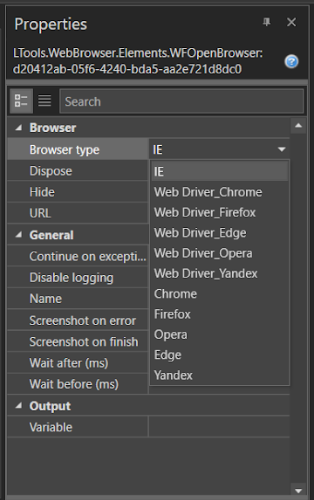 Properties
LTools.WebBrowser.Elements.WFOpenBrowser:
d20412ab-05f6-4240-bda5-aa2e721d8dc0
Search
Browser
Browser type IE
Dispose IE
Hide Web Driver_Chrome
URL Web Driver_Firefox
General Web Driver_Edge
Continue on excepti... Web Driver_Opera
Disable logging Web Driver_Yandex
Name Chrome
Screenshot on error Firefox
Screenshot on finish Opera
Wait after (ms) Edge
Wait before (ms) Yandex
Output
Variable